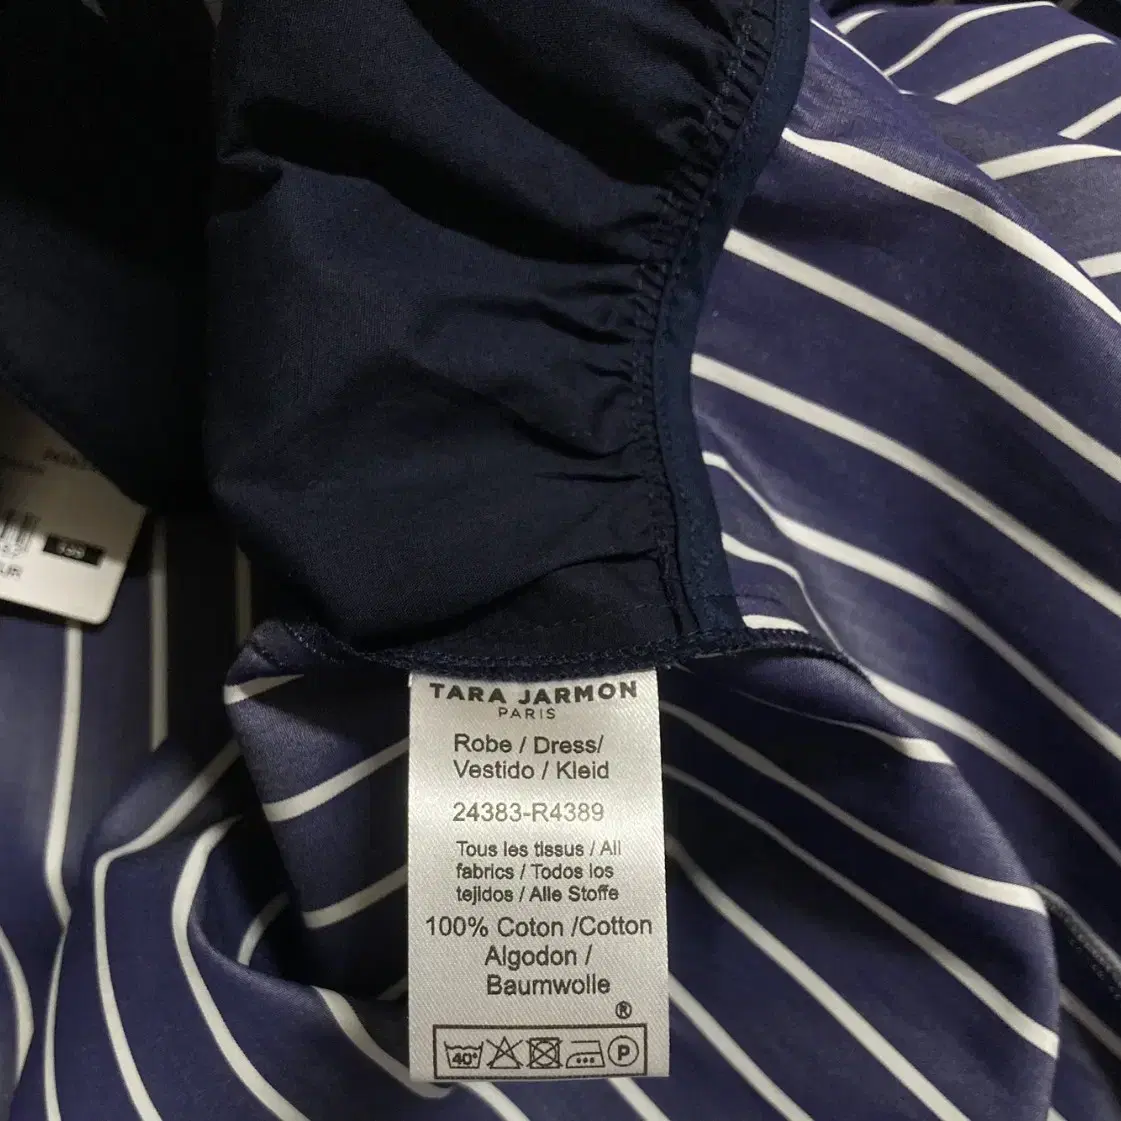 TARA JARMON
PARIS
Robe / Dress/
Vestido / Kleid
24383-R4389
Tous les tissus / All
fabrics / Todos los
tejidos / Alle Stoffe
100% Coton /Cotton
Algodon /
Baumwolle
®
40°
P